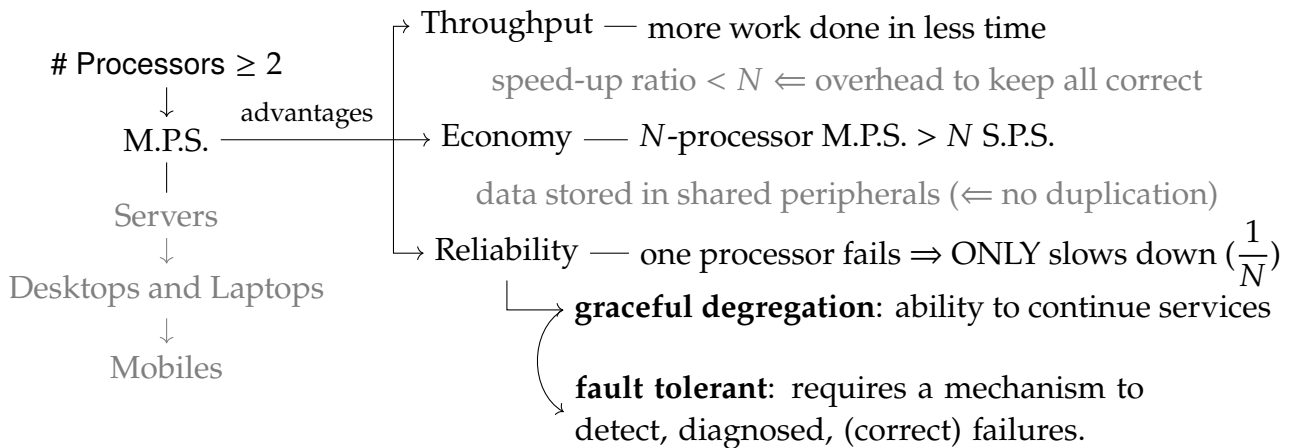 # Processors ≥ 2
M.P.S.
Servers
Desktops and Laptops
Mobiles
advantages
Throughput — more work done in less time
speed-up ratio < N ⇐ overhead to keep all correct
Economy — N-processor M.P.S. > N S.P.S.
data stored in shared peripherals (⇐ no duplication)
Reliability — one processor fails ⇒ ONLY slows down (1/N)
graceful degregation: ability to continue services
fault tolerant: requires a mechanism to
detect, diagnosed, (correct) failures.